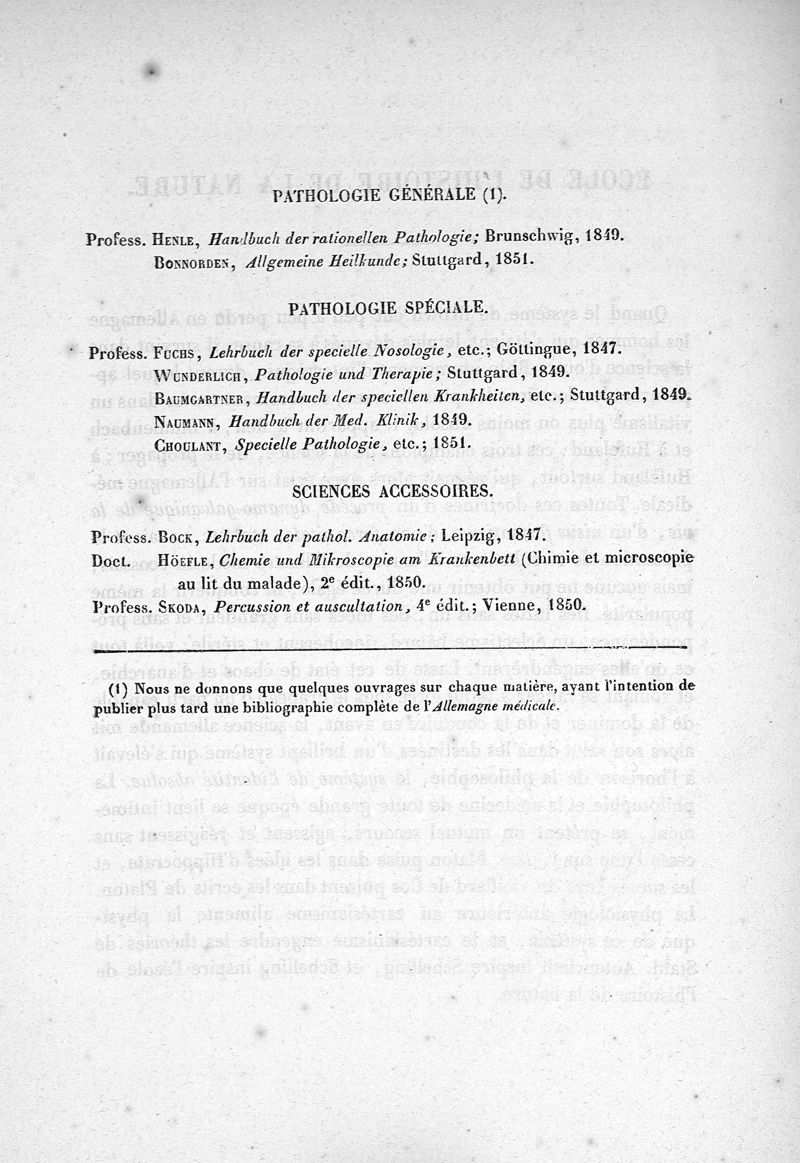 PATHOLOGIE GÉNÉRALE (1).
Profess. HENLE, Handbuch der rationellen Pathologie; Brunschwig, 1849.
BONNORDEN, Allgemeine Heilkunde; Stuttgard, 1851.
PATHOLOGIE SPÉCIALE.
Profess. FUCHS, Lehrbuch der specielle Nosologie, etc.; Göttingue, 1847.
WUNDERLICH, Pathologie und Therapie; Stuttgard, 1849.
BAUMGARTNER, Handbuch der speciellen Krankheiten, etc.; Stuttgard, 1849.
NAUMANN, Handbuch der Med. Klinik, 1849.
CHOULANT, Specielle Pathologie, etc.; 1851.
SCIENCES ACCESSOIRES.
Profess. BOCK, Lehrbuch der pathol. Anatomie; Leipzig, 1847.
Doct. HÖEFLE, Chemie und Mikroscopie am Krankenbett (Chimie et microscopie
au lit du malade), 2e édit., 1850.
Profess. SKODA, Percussion et auscultation, 4e édit.; Vienne, 1850.
(1) Nous ne donnons que quelques ouvrages sur chaque matière, ayant l'intention de
publier plus tard une bibliographie complète de l'Allemagne médicale.